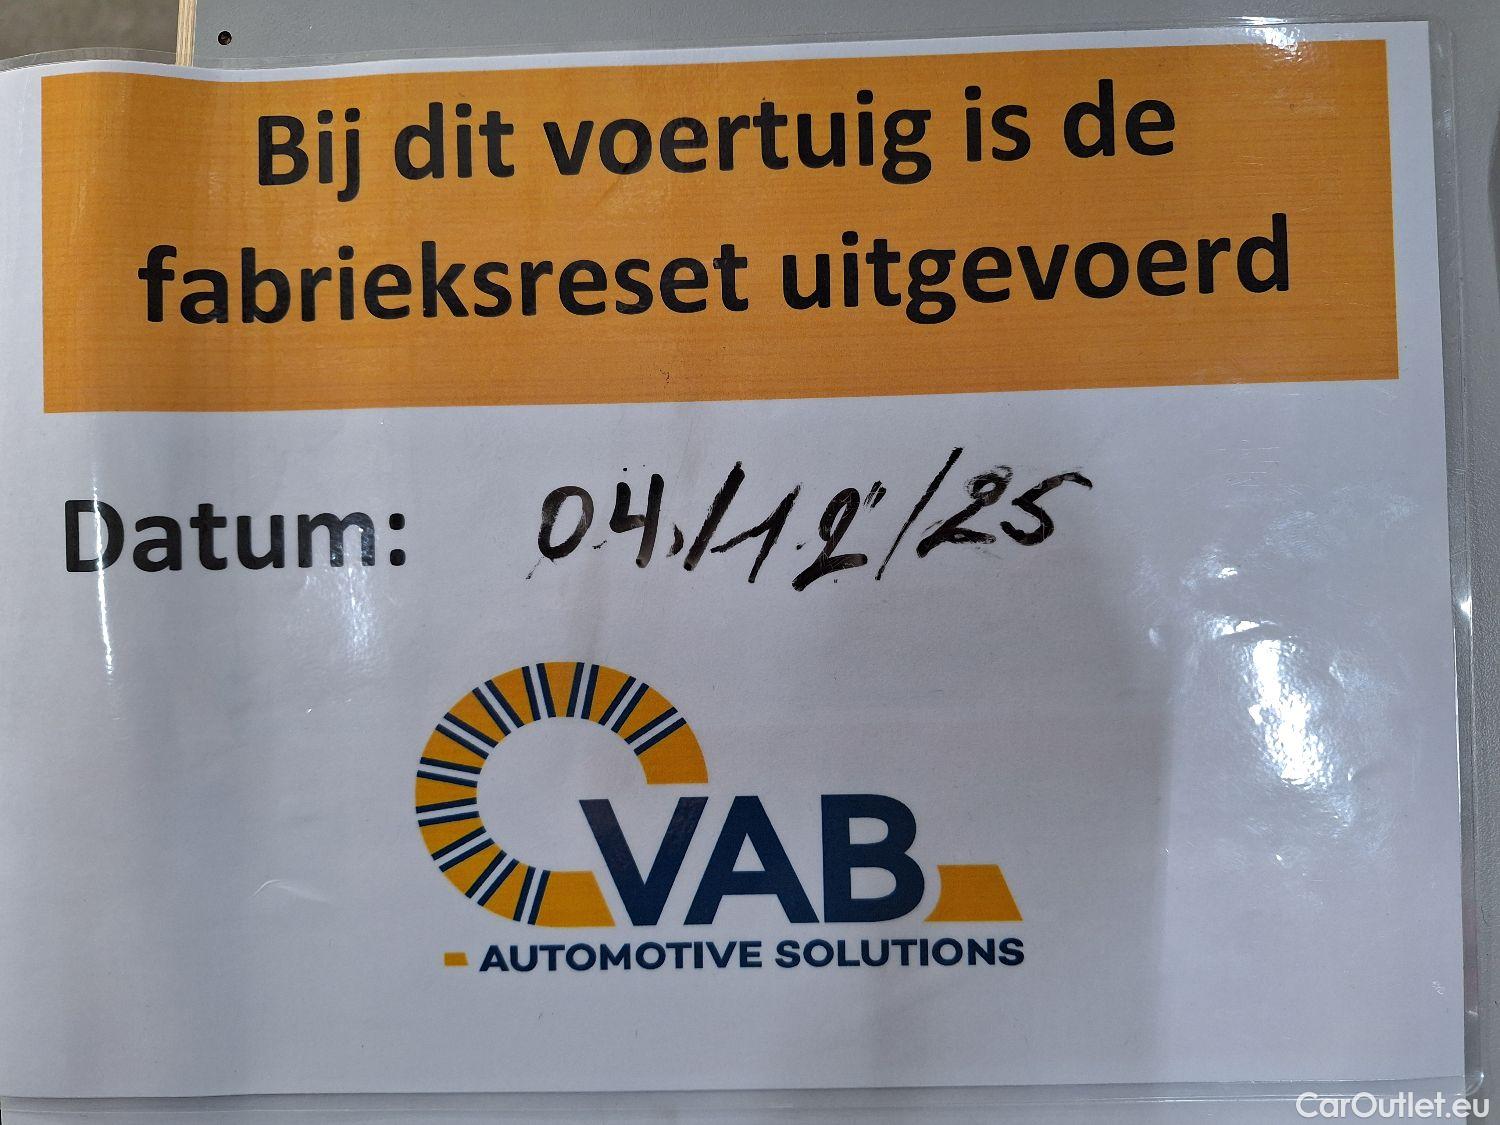 Bij dit voertuig is de
fabrieksreset uitgevoerd
Datum: 04/12/25
VAB
AUTOMOTIVE SOLUTIONS
CarOutlet.eu